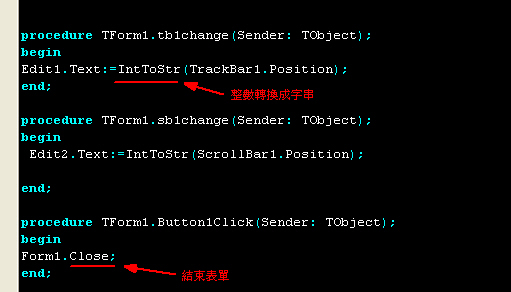 procedure TForm1.tb1change(Sender: TObject);
begin
Edit1.Text:=IntToStr(TrackBar1.Position);
end;
整數轉換成字串
procedure TForm1.sb1change(Sender: TObject);
begin
Edit2.Text:=IntToStr(ScrollBar1.Position);
end;
procedure TForm1.Button1Click(Sender: TObject);
begin
Form1.Close;
end;
結束表單